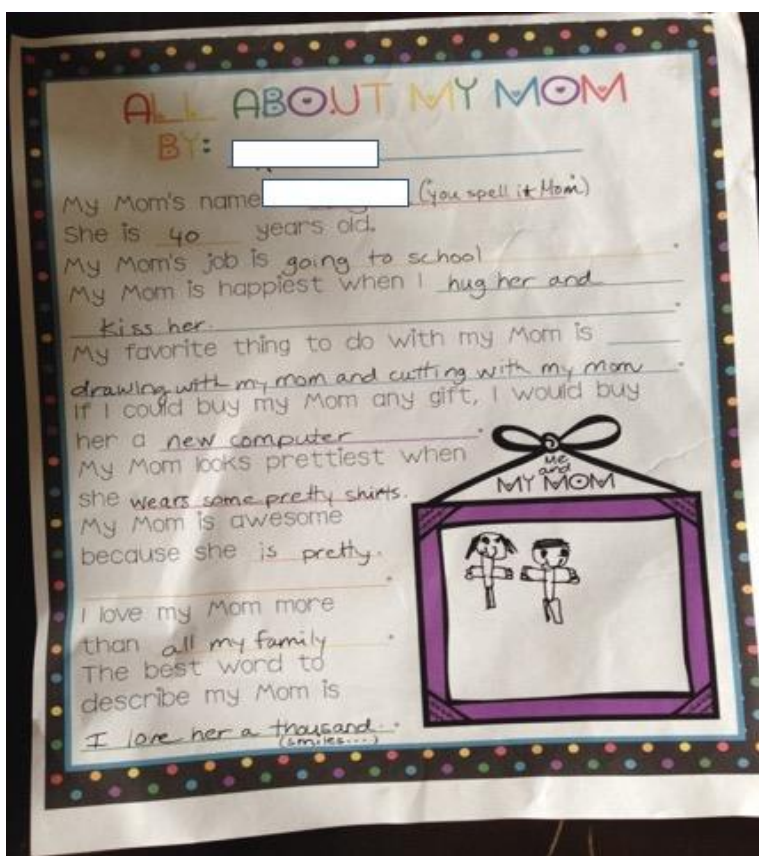 ALL ABOUT MY MOM
BY:
My Mom's name ("you spell it Mom")
She is 40 years old.
My Mom's job is going to school.
My Mom is happiest when I hug her and
kiss her.
My favorite thing to do with my Mom is
drawing with my mom and cutting with my mom.
If I could buy my Mom any gift, I would buy
her a new computer.
My Mom looks prettiest when
she wears some pretty shirts.
My Mom is awesome
because she is pretty.
I love my Mom more
than all my family.
The best word to
describe my Mom is
I love her a thousand.
(smiles...)
Me
and
MY MOM